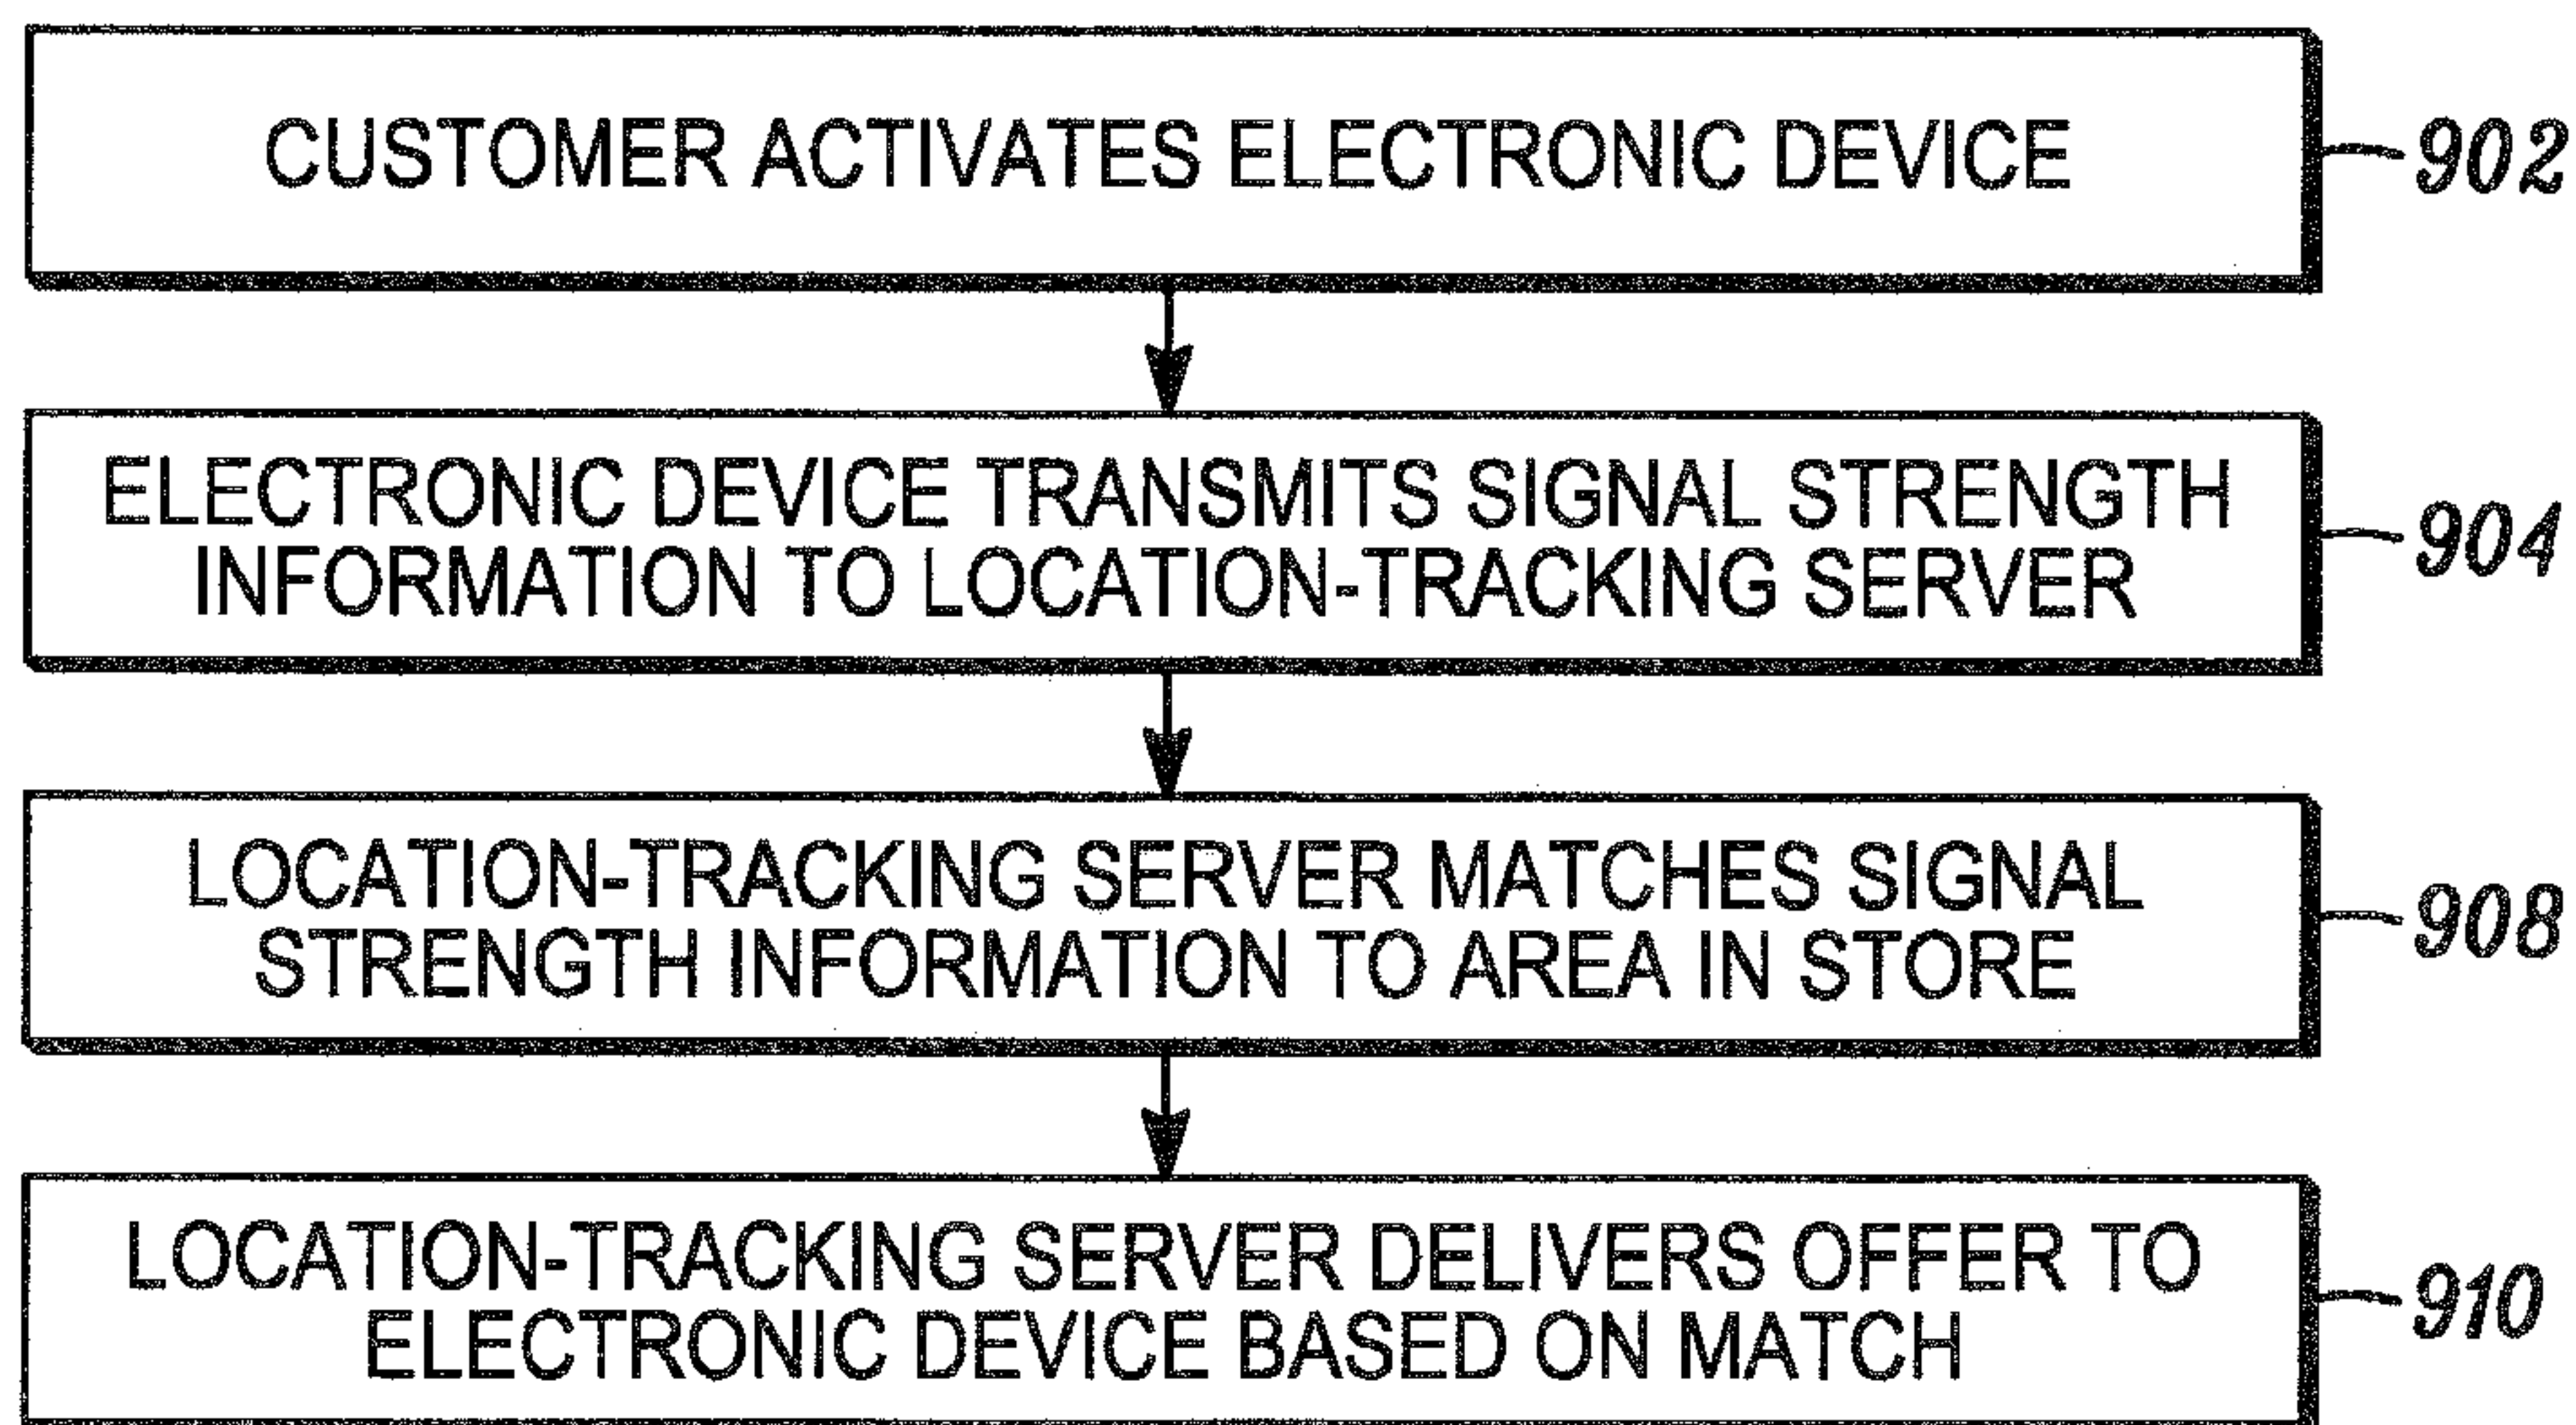 CUSTOMER ACTIVATES ELECTRONIC DEVICE
902
ELECTRONIC DEVICE TRANSMITS SIGNAL STRENGTH
INFORMATION TO LOCATION-TRACKING SERVER
904
LOCATION-TRACKING SERVER MATCHES SIGNAL
STRENGTH INFORMATION TO AREA IN STORE
908
LOCATION-TRACKING SERVER DELIVERS OFFER TO
ELECTRONIC DEVICE BASED ON MATCH
910